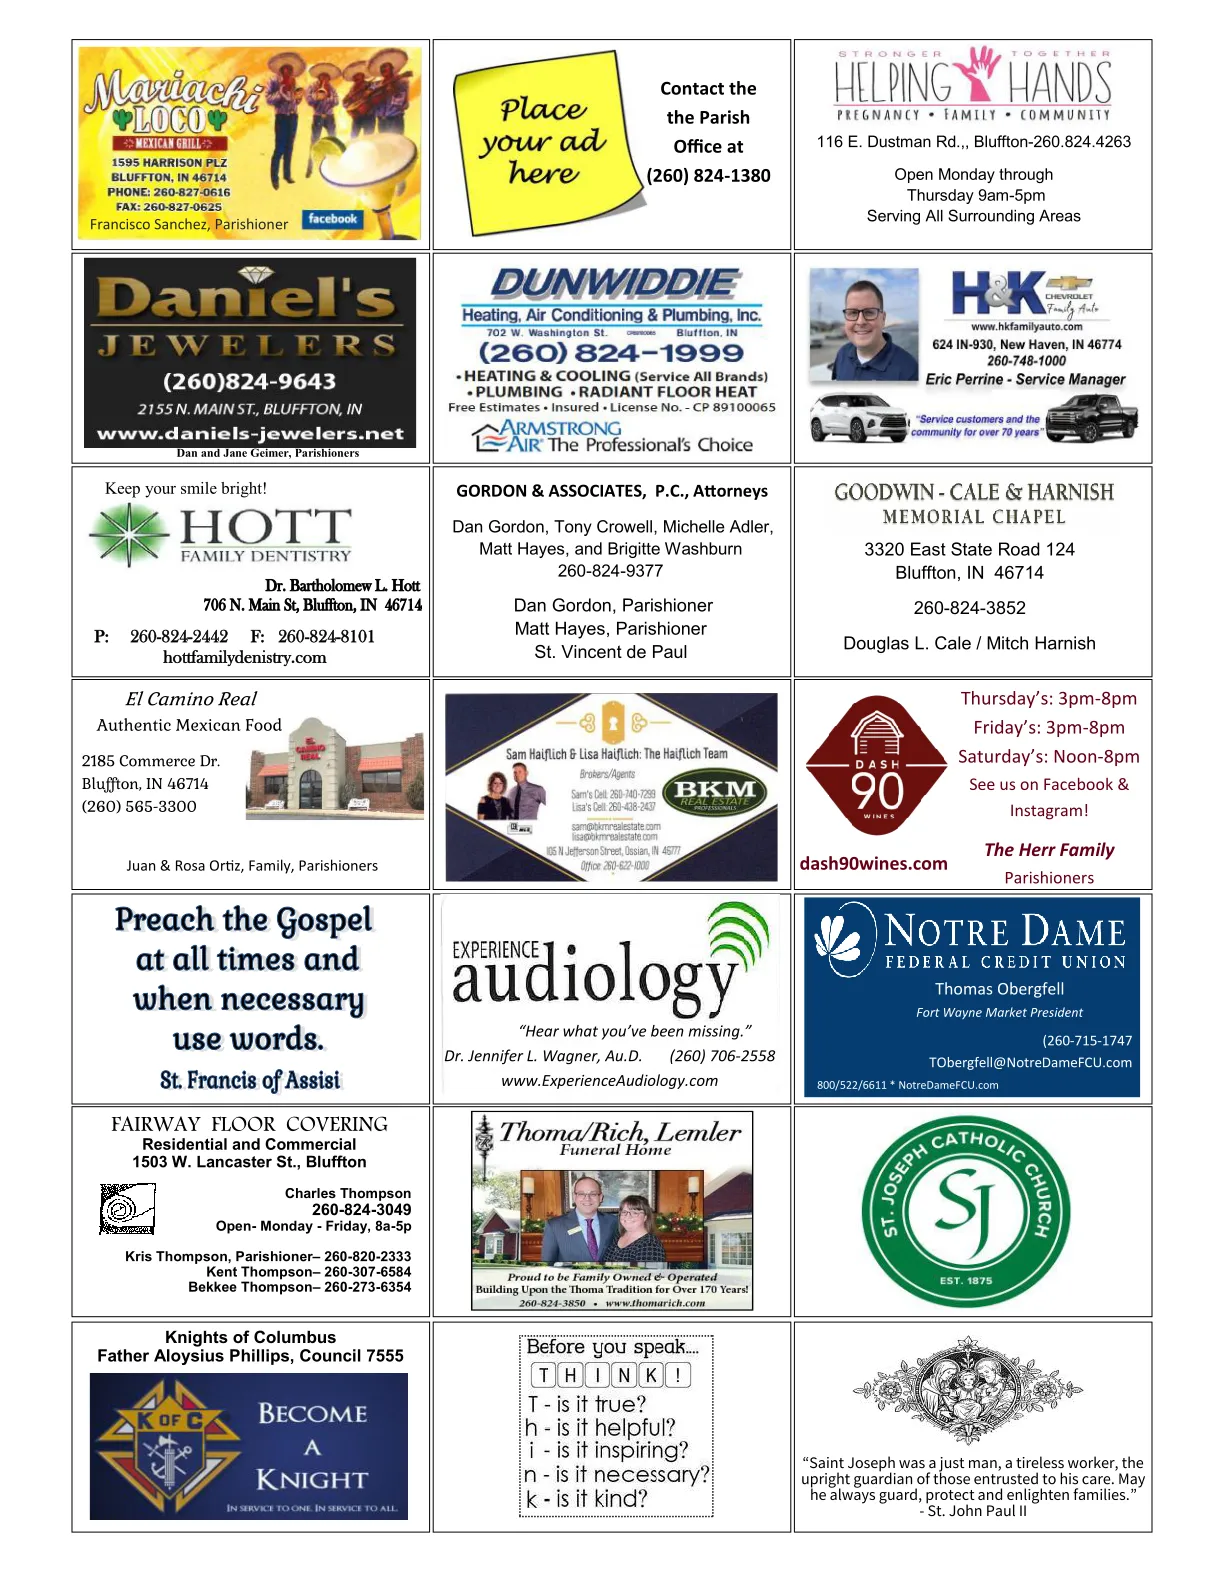 Mariachi
LOCO
MEXICAN GRILL
1595 HARRISON PLZ
BLUFFTON, IN 46714
PHONE: 260-827-0616
FAX: 260-827-0625
Francisco Sanchez, Parishioner
facebook
Place
your ad
here
Contact the
the Parish
Office at
(260) 824-1380
STRONGER TOGETHER
HELPING HANDS
PREGNANCY • FAMILY • COMMUNITY
116 E. Dustman Rd.,, Bluffton-260.824.4263
Open Monday through
Thursday 9am-5pm
Serving All Surrounding Areas
Daniel's
JEWELERS
(260)824-9643
2155 N. MAIN ST., BLUFFTON, IN
www.daniels-jewelers.net
Dan and Jane Geimer, Parishioners
DUNWIDDIE
Heating, Air Conditioning & Plumbing, Inc.
702 W. Washington St. CP89100065 Bluffton, IN
(260) 824-1999
• HEATING & COOLING (Service All Brands)
• PLUMBING • RADIANT FLOOR HEAT
Free Estimates • Insured • License No. - CP 89100065
ARMSTRONG
AIR® The Professional's Choice
H&K
CHEVROLET
Family Auto
www.hkfamilyauto.com
624 IN-930, New Haven, IN 46774
260-748-1000
Eric Perrine - Service Manager
"Service customers and the
community for over 70 years"
Keep your smile bright!
HOTT
FAMILY DENTISTRY
Dr. Bartholomew L. Hott
706 N. Main St, Bluffton, IN 46714
P: 260-824-2442 F: 260-824-8101
hottfamilydenistry.com
GORDON & ASSOCIATES, P.C., Attorneys
Dan Gordon, Tony Crowell, Michelle Adler,
Matt Hayes, and Brigitte Washburn
260-824-9377
Dan Gordon, Parishioner
Matt Hayes, Parishioner
St. Vincent de Paul
GOODWIN - CALE & HARNISH
MEMORIAL CHAPEL
3320 East State Road 124
Bluffton, IN 46714
260-824-3852
Douglas L. Cale / Mitch Harnish
El Camino Real
Authentic Mexican Food
2185 Commerce Dr.
Bluffton, IN 46714
(260) 565-3300
EL
CAMINO
REAL
Juan & Rosa Ortiz, Family, Parishioners
Sam Haiflich & Lisa Haiflich: The Haiflich Team
Brokers/Agents
Sam's Cell: 260-740-7299
Lisa's Cell: 260-438-2437
BKM
REAL ESTATE
PROFESSIONALS
sam@bkmrealestate.com
lisa@bkmrealestate.com
105 N Jefferson Street, Ossian, IN 46777
Office: 260-622-1000
DASH
90
WINES
dash90wines.com
Thursday's: 3pm-8pm
Friday's: 3pm-8pm
Saturday's: Noon-8pm
See us on Facebook &
Instagram!
The Herr Family
Parishioners
Preach the Gospel
at all times and
when necessary
use words.
St. Francis of Assisi
EXPERIENCE
audiology
"Hear what you've been missing."
Dr. Jennifer L. Wagner, Au.D. (260) 706-2558
www.ExperienceAudiology.com
NOTRE DAME
FEDERAL CREDIT UNION
Thomas Obergfell
Fort Wayne Market President
(260-715-1747
TObergfell@NotreDameFCU.com
800/522/6611 * NotreDameFCU.com
FAIRWAY FLOOR COVERING
Residential and Commercial
1503 W. Lancaster St., Bluffton
Charles Thompson
260-824-3049
Open- Monday - Friday, 8a-5p
Kris Thompson, Parishioner– 260-820-2333
Kent Thompson– 260-307-6584
Bekkee Thompson– 260-273-6354
Thoma/Rich, Lemler
Funeral Home
Proud to be Family Owned & Operated
Building Upon the Thoma Tradition for Over 170 Years!
260-824-3850 • www.thomarich.com
ST. JOSEPH CATHOLIC CHURCH
SJ
EST. 1875
Knights of Columbus
Father Aloysius Phillips, Council 7555
K OF C
BECOME
A
KNIGHT
IN SERVICE TO ONE. IN SERVICE TO ALL.
Before you speak....
THINK!
T - is it true?
h - is it helpful?
i - is it inspiring?
n - is it necessary?
k - is it kind?
“Saint Joseph was a just man, a tireless worker, the
upright guardian of those entrusted to his care. May
he always guard, protect and enlighten families.”
- St. John Paul II